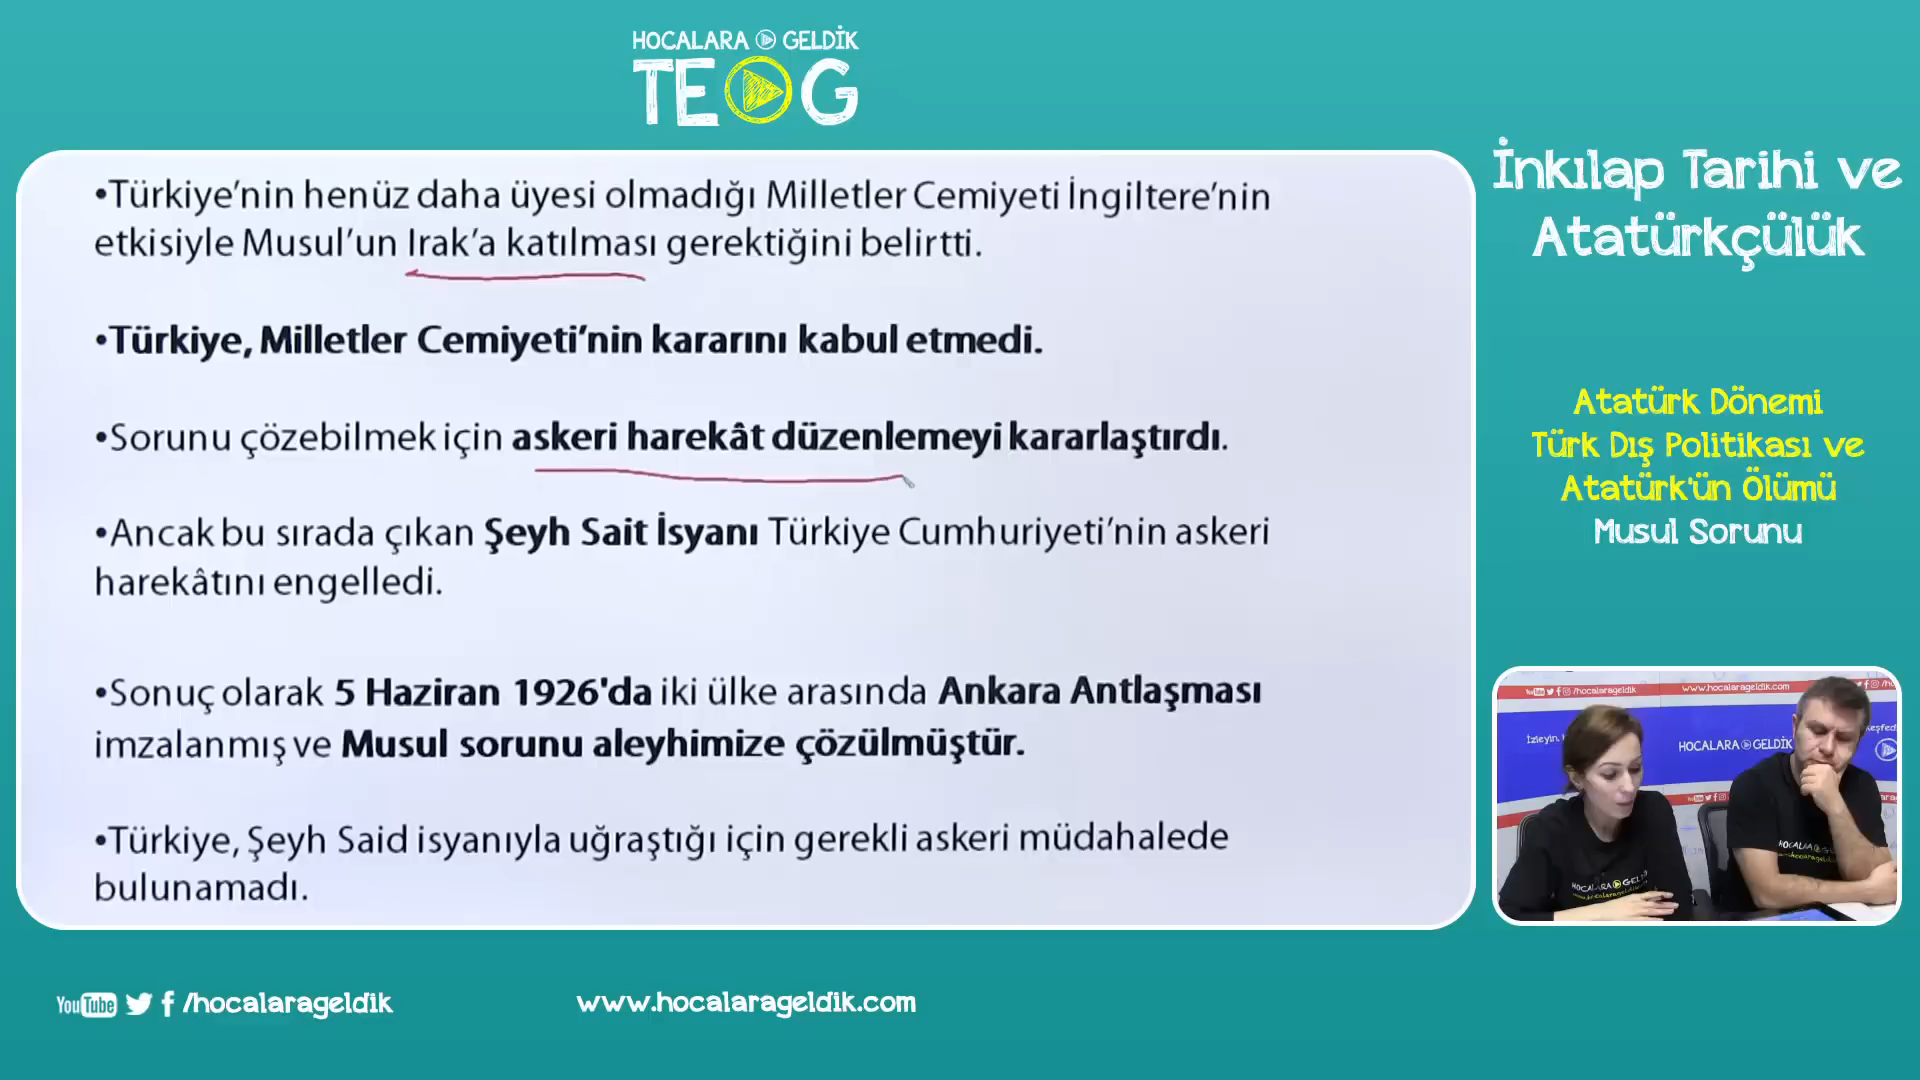 HOCALARA GELDİK
TEOG
•Türkiye'nin henüz daha üyesi olmadığı Milletler Cemiyeti İngiltere'nin
etkisiyle Musul'un Irak'a katılması gerektiğini belirtti.
•Türkiye, Milletler Cemiyeti'nin kararını kabul etmedi.
•Sorunu çözebilmek için askeri harekât düzenlemeyi kararlaştırdı.
•Ancak bu sırada çıkan Şeyh Sait İsyanı Türkiye Cumhuriyeti'nin askeri
harekâtını engelledi.
•Sonuç olarak 5 Haziran 1926'da iki ülke arasında Ankara Antlaşması
imzalanmış ve Musul sorunu aleyhimize çözülmüştür.
•Türkiye, Şeyh Said isyanıyla uğraştığı için gerekli askeri müdahalede
bulunamadı.
İnkılap Tarihi ve
Atatürkçülük
Atatürk Dönemi
Türk Dış Politikası ve
Atatürk'ün Ölümü
Musul Sorunu
/hocalarageldik
www.hocalarageldik.com
İzleyin,
HOCALARA GELDİK
HOCALARA GELDİK
YouTube /hocalarageldik
www.hocalarageldik.com